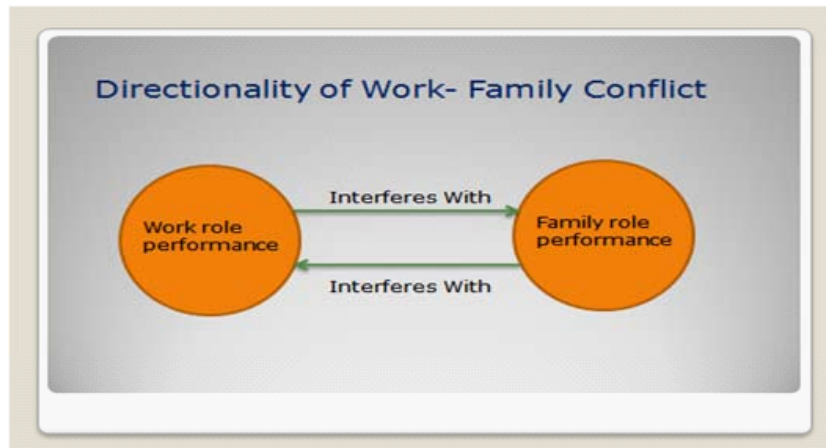 Directionality of Work- Family Conflict
Interferes With
Work role
performance
Family role
performance
Interferes With